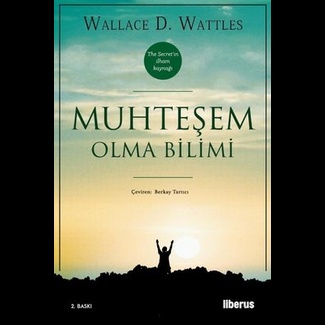 WALLACE D. WATTLES
The Secret'ın
ilham
kaynağı
MUHTEŞEM
OLMA BİLİMİ
Çeviren: Berkay Tartıcı
2. BASKI
liberus